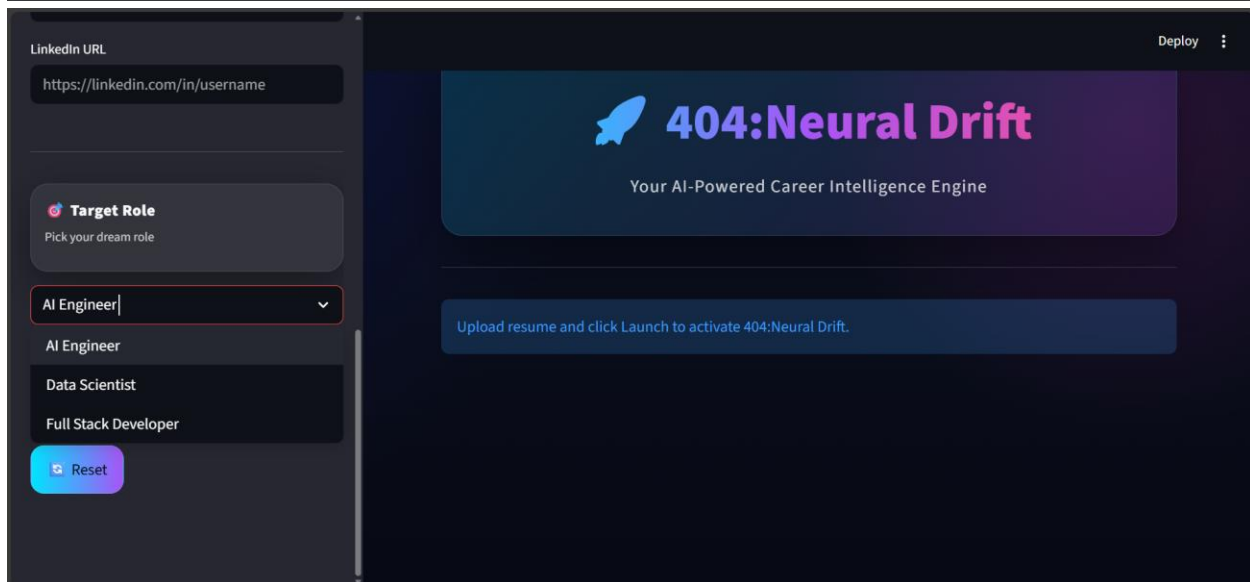 LinkedIn URL
https://linkedin.com/in/username
Target Role
Pick your dream role
AI Engineer
AI Engineer
Data Scientist
Full Stack Developer
Reset
Deploy
404:Neural Drift
Your AI-Powered Career Intelligence Engine
Upload resume and click Launch to activate 404:Neural Drift.